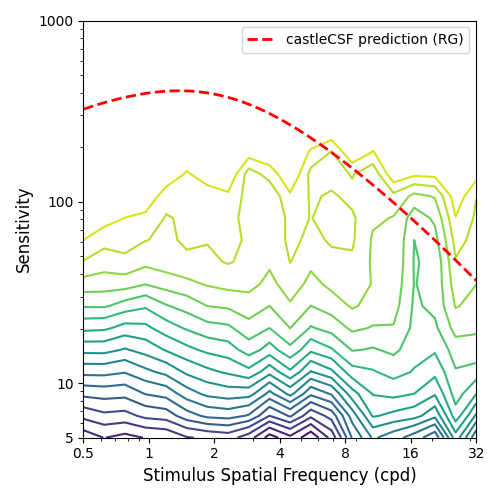 1000
castleCSF prediction (RG)
100
Sensitivity
10
5
0.5 1 2 4 8 16 32
Stimulus Spatial Frequency (cpd)